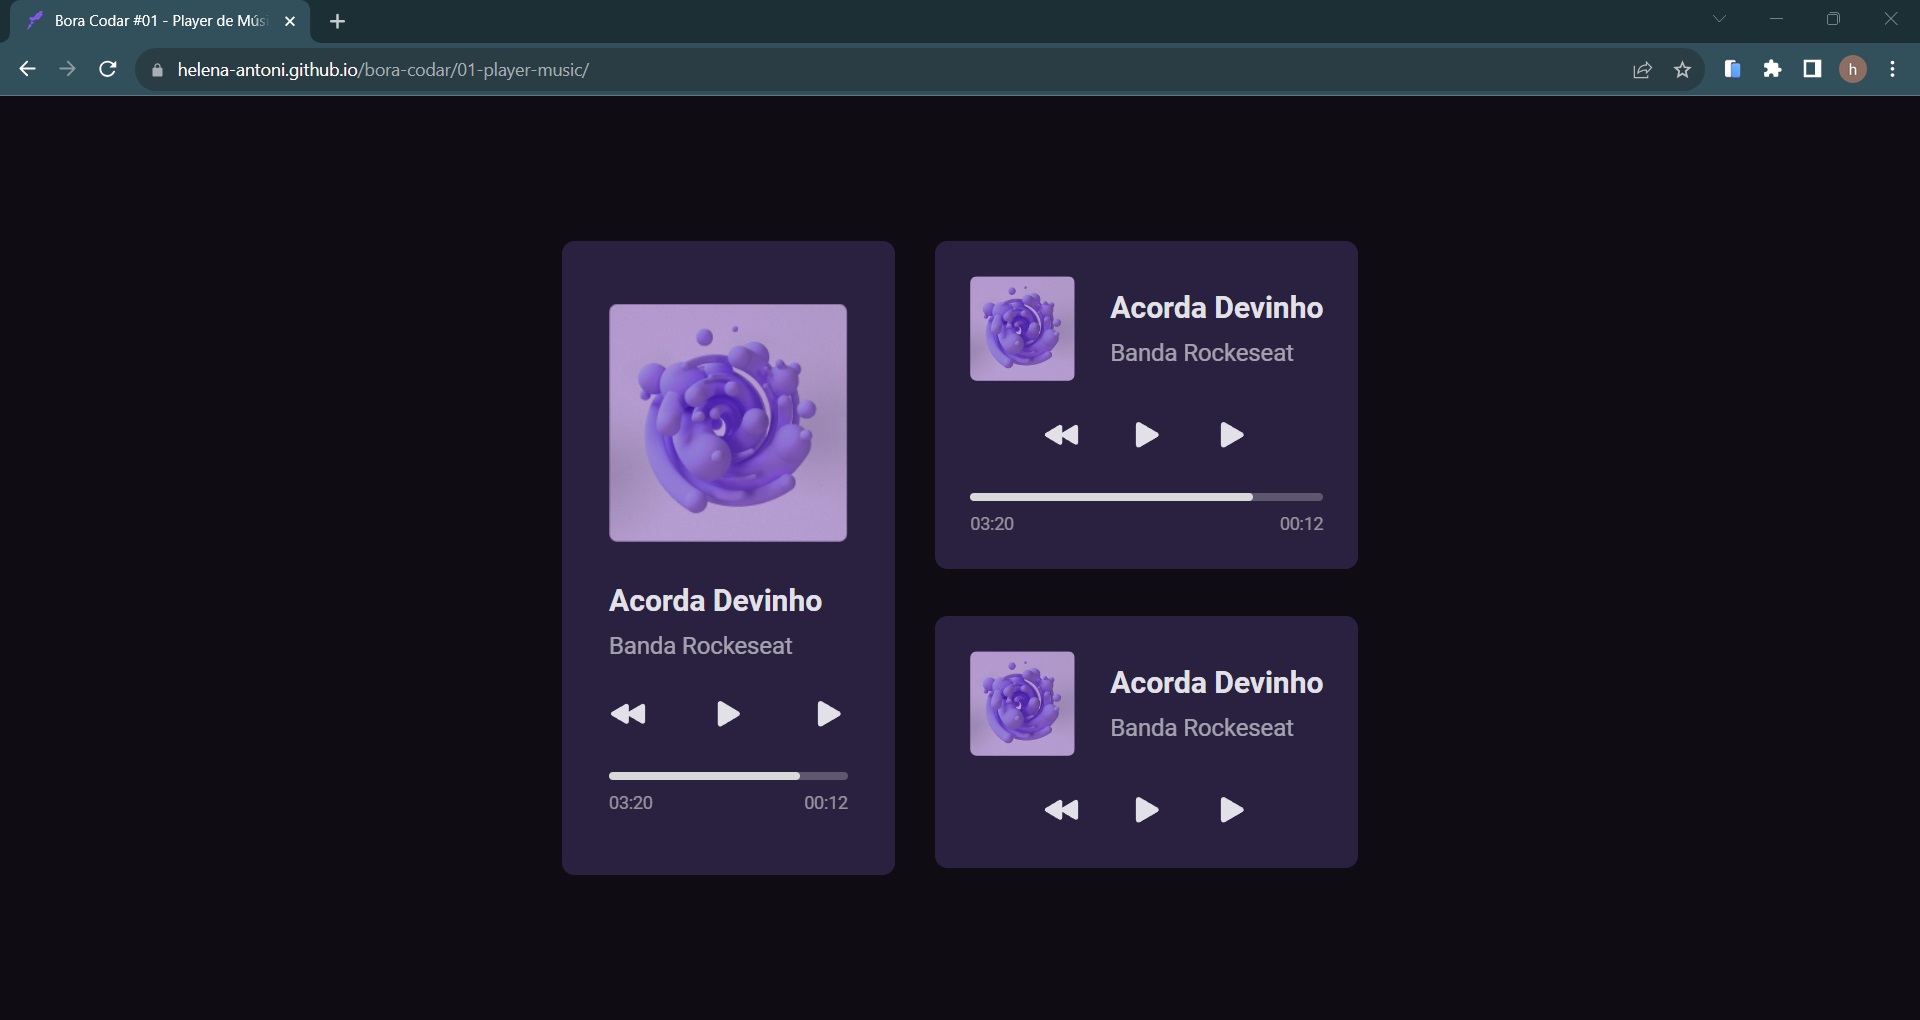 Bora Codar #01 - Player de Músi
helena-antoni.github.io/bora-codar/01-player-music/
h
Acorda Devinho
Banda Rockeseat
03:20 00:12
Acorda Devinho
Banda Rockeseat
03:20 00:12
Acorda Devinho
Banda Rockeseat